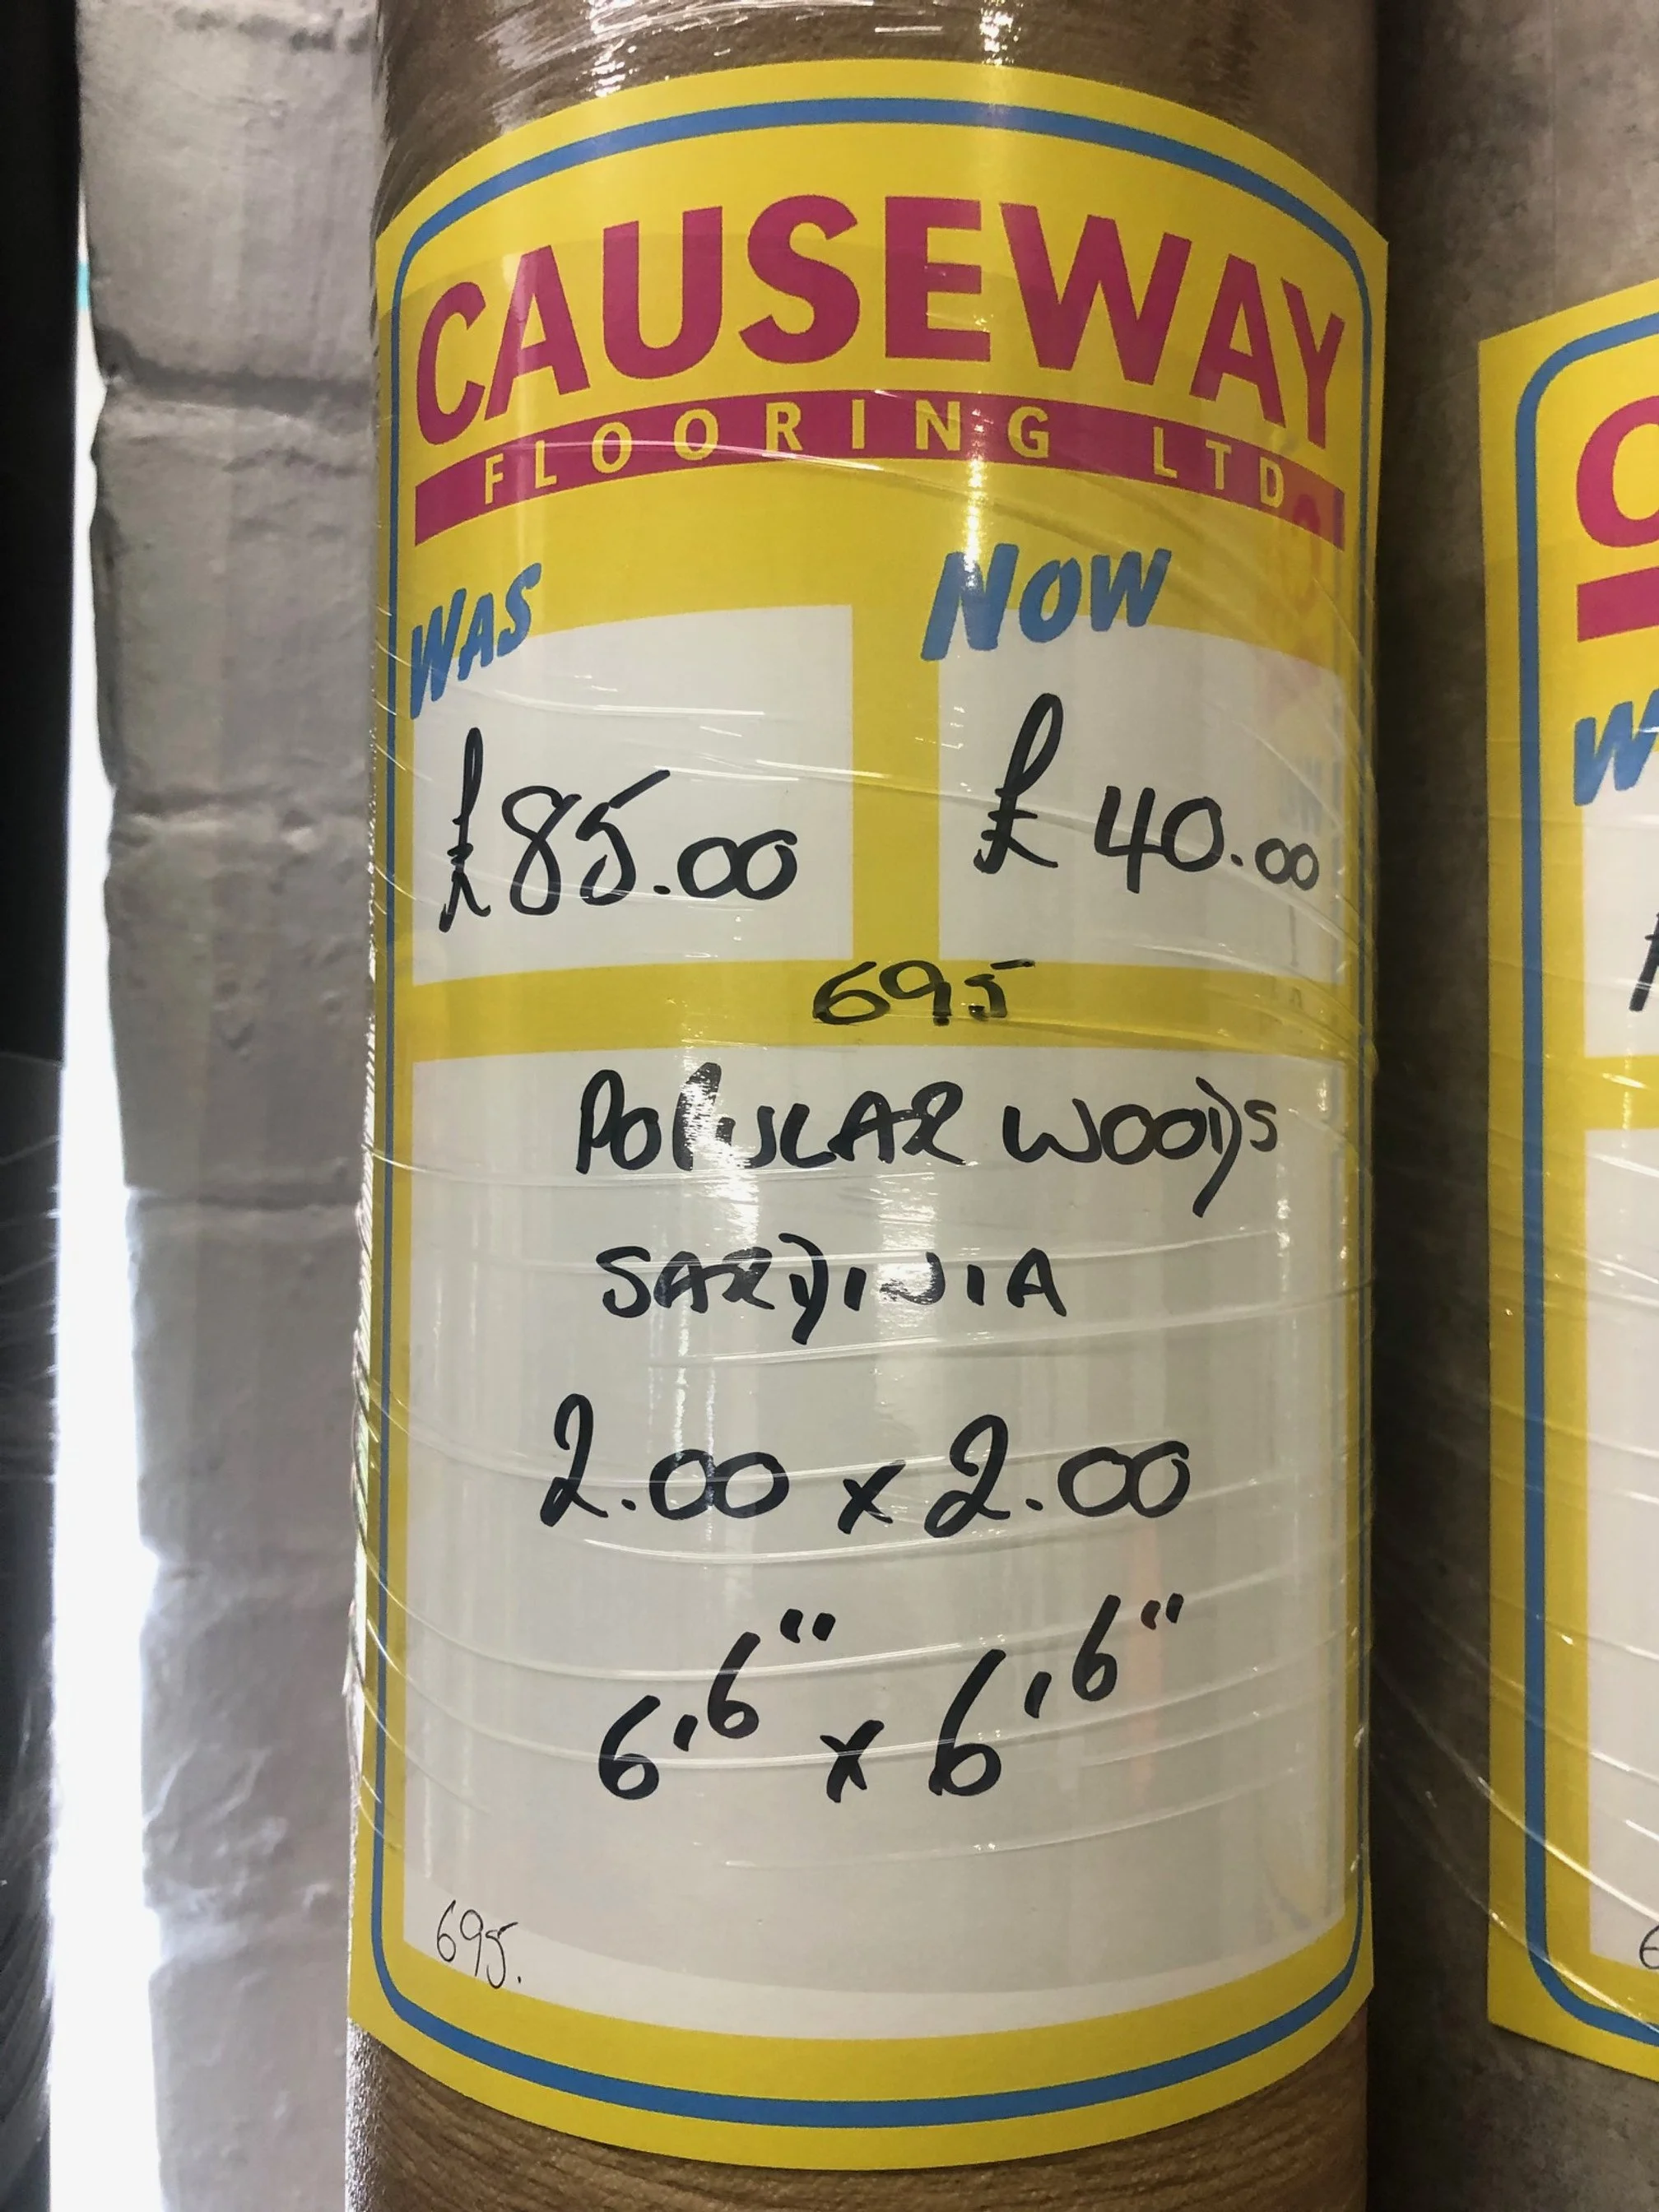 CAUSEWAY
FLOORING LTD
WAS NOW
£85.00 £40.00
695
POPULAR WOODS
SARDINIA
2.00 x 2.00
6'6" x 6'6"
695.